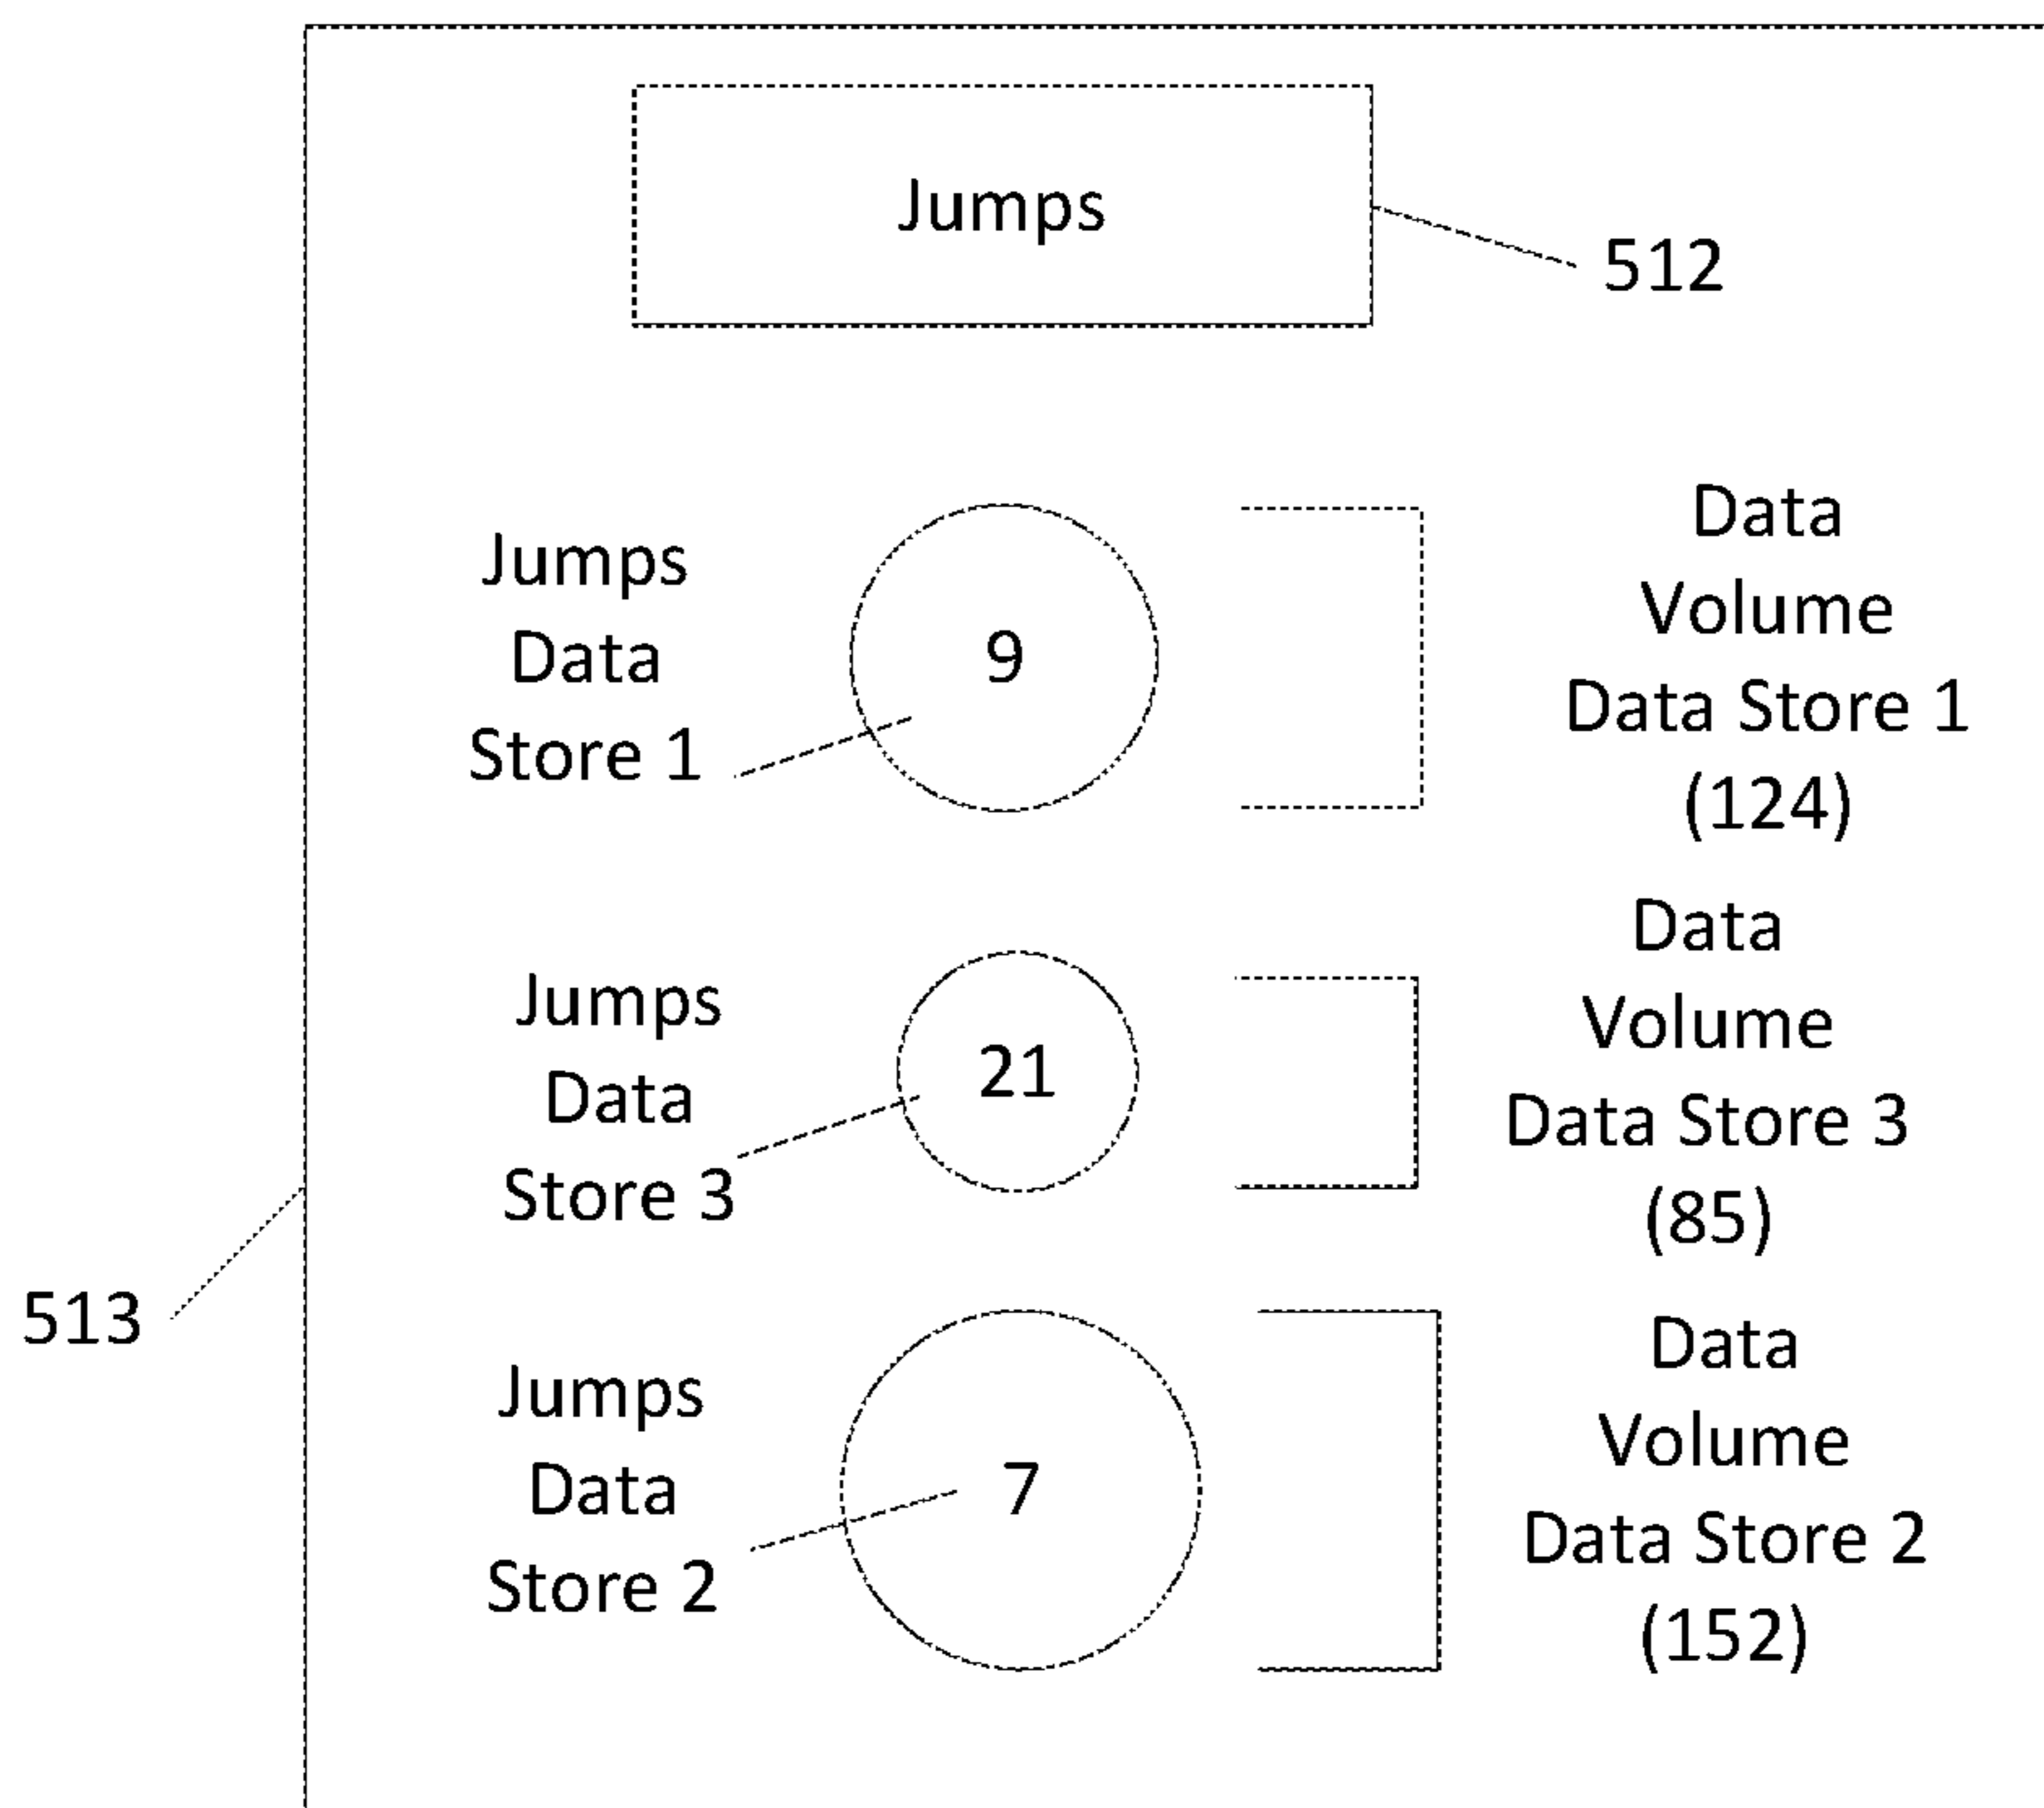 Jumps
512
Jumps
Data
Store 1
9
Data
Volume
Data Store 1
(124)
Jumps
Data
Store 3
21
Data
Volume
Data Store 3
(85)
513
Jumps
Data
Store 2
7
Data
Volume
Data Store 2
(152)